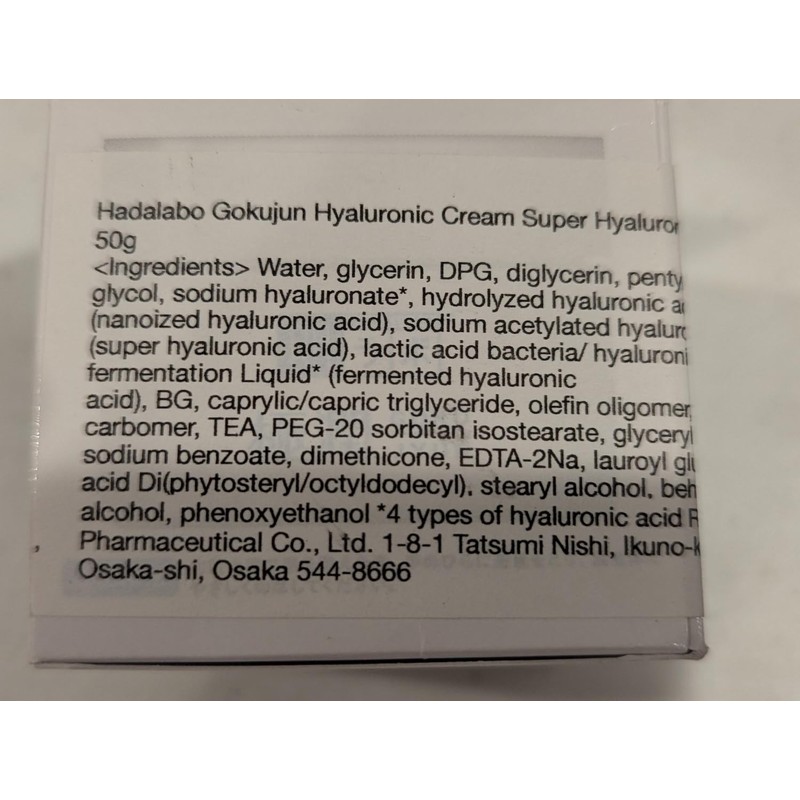 Hadalabo Gokujun Hyaluronic Cream Super Hyaluror
50g
<Ingredients> Water, glycerin, DPG, diglycerin, penty
glycol, sodium hyaluronate*, hydrolyzed hyaluronic a
(nanoized hyaluronic acid), sodium acetylated hyalur
(super hyaluronic acid), lactic acid bacteria/ hyaluroni
fermentation Liquid* (fermented hyaluronic
acid), BG, caprylic/capric triglyceride, olefin oligomer,
carbomer, TEA, PEG-20 sorbitan isostearate, glyceryl
sodium benzoate, dimethicone, EDTA-2Na, lauroyl glu
acid Di(phytosteryl/octyldodecyl), stearyl alcohol, beh
alcohol, phenoxyethanol *4 types of hyaluronic acid R
Pharmaceutical Co., Ltd. 1-8-1 Tatsumi Nishi, Ikuno-k
Osaka-shi, Osaka 544-8666